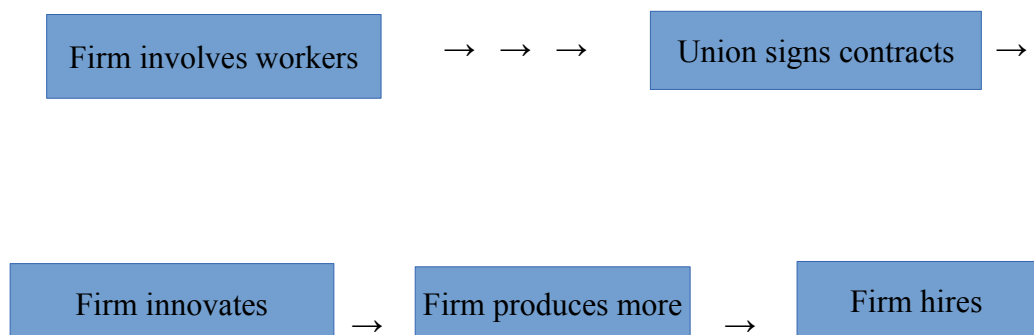 Firm involves workers → → → Union signs contracts →
Firm innovates → Firm produces more → Firm hires